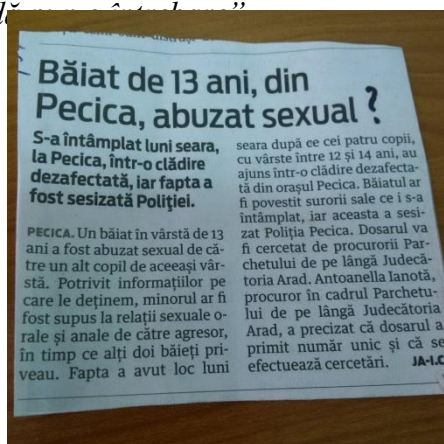 Băiat de 13 ani, din
Pecica, abuzat sexual ?
S-a întâmplat luni seara,
la Pecica, într-o clădire
dezafectată, iar fapta a
fost sesizată Poliției.
PECICA. Un băiat în vârstă de 13
ani a fost abuzat sexual de că-
tre un alt copil de aceeași vâr-
stă. Potrivit informațiilor pe
care le deținem, minorul ar fi
fost supus la relații sexuale o-
rale și anale de către agresor,
în timp ce alți doi băieți pri-
veau. Fapta a avut loc luni
seara după ce cei patru copii,
cu vârste între 12 și 14 ani, au
ajuns într-o clădire dezafecta-
tă din orașul Pecica. Băiatul ar
fi povestit surorii sale ce i s-a
întâmplat, iar aceasta a sesi-
zat Poliția Pecica. Dosarul va
fi cercetat de procurorii Par-
chetului de pe lângă Judecă-
toria Arad. Antoanella Ianotă,
procuror în cadrul Parchetu-
lui de pe lângă Judecătoria
Arad, a precizat că dosarul a
primit număr unic și că se
efectuează cercetări. JA-I.C